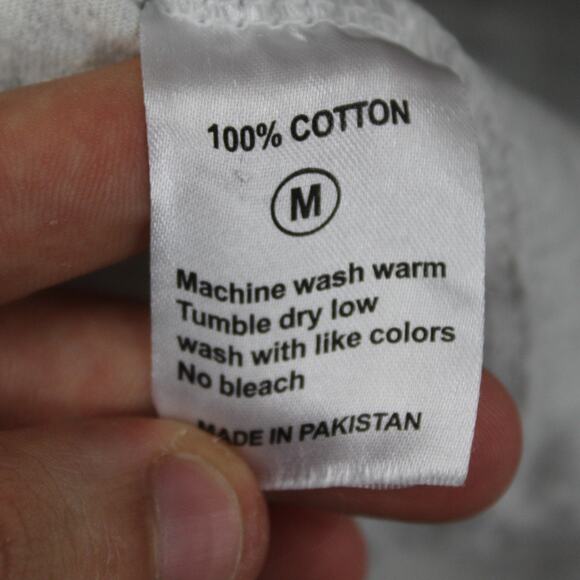 100% COTTON
M
Machine wash warm
Tumble dry low
wash with like colors
No bleach
MADE IN PAKISTAN